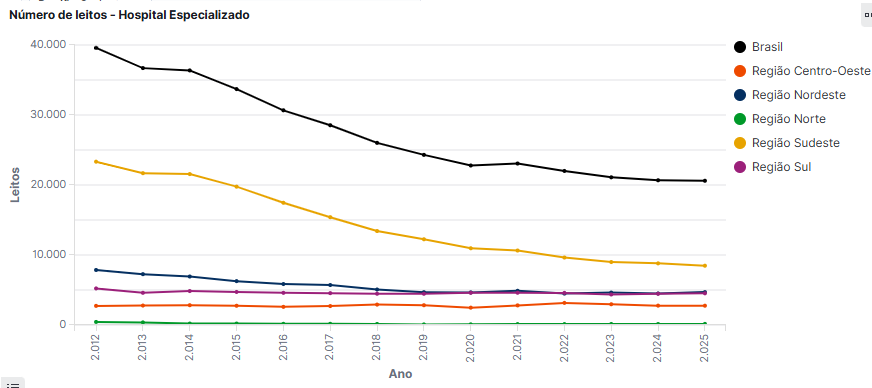 Número de leitos - Hospital Especializado
40.000
30.000
20.000
10.000
0
Leitos
2.012
2.013
2.014
2.015
2.016
2.017
2.018
2.019
2.020
2.021
2.022
2.023
2.024
2.025
Ano
Brasil
Região Centro-Oeste
Região Nordeste
Região Norte
Região Sudeste
Região Sul